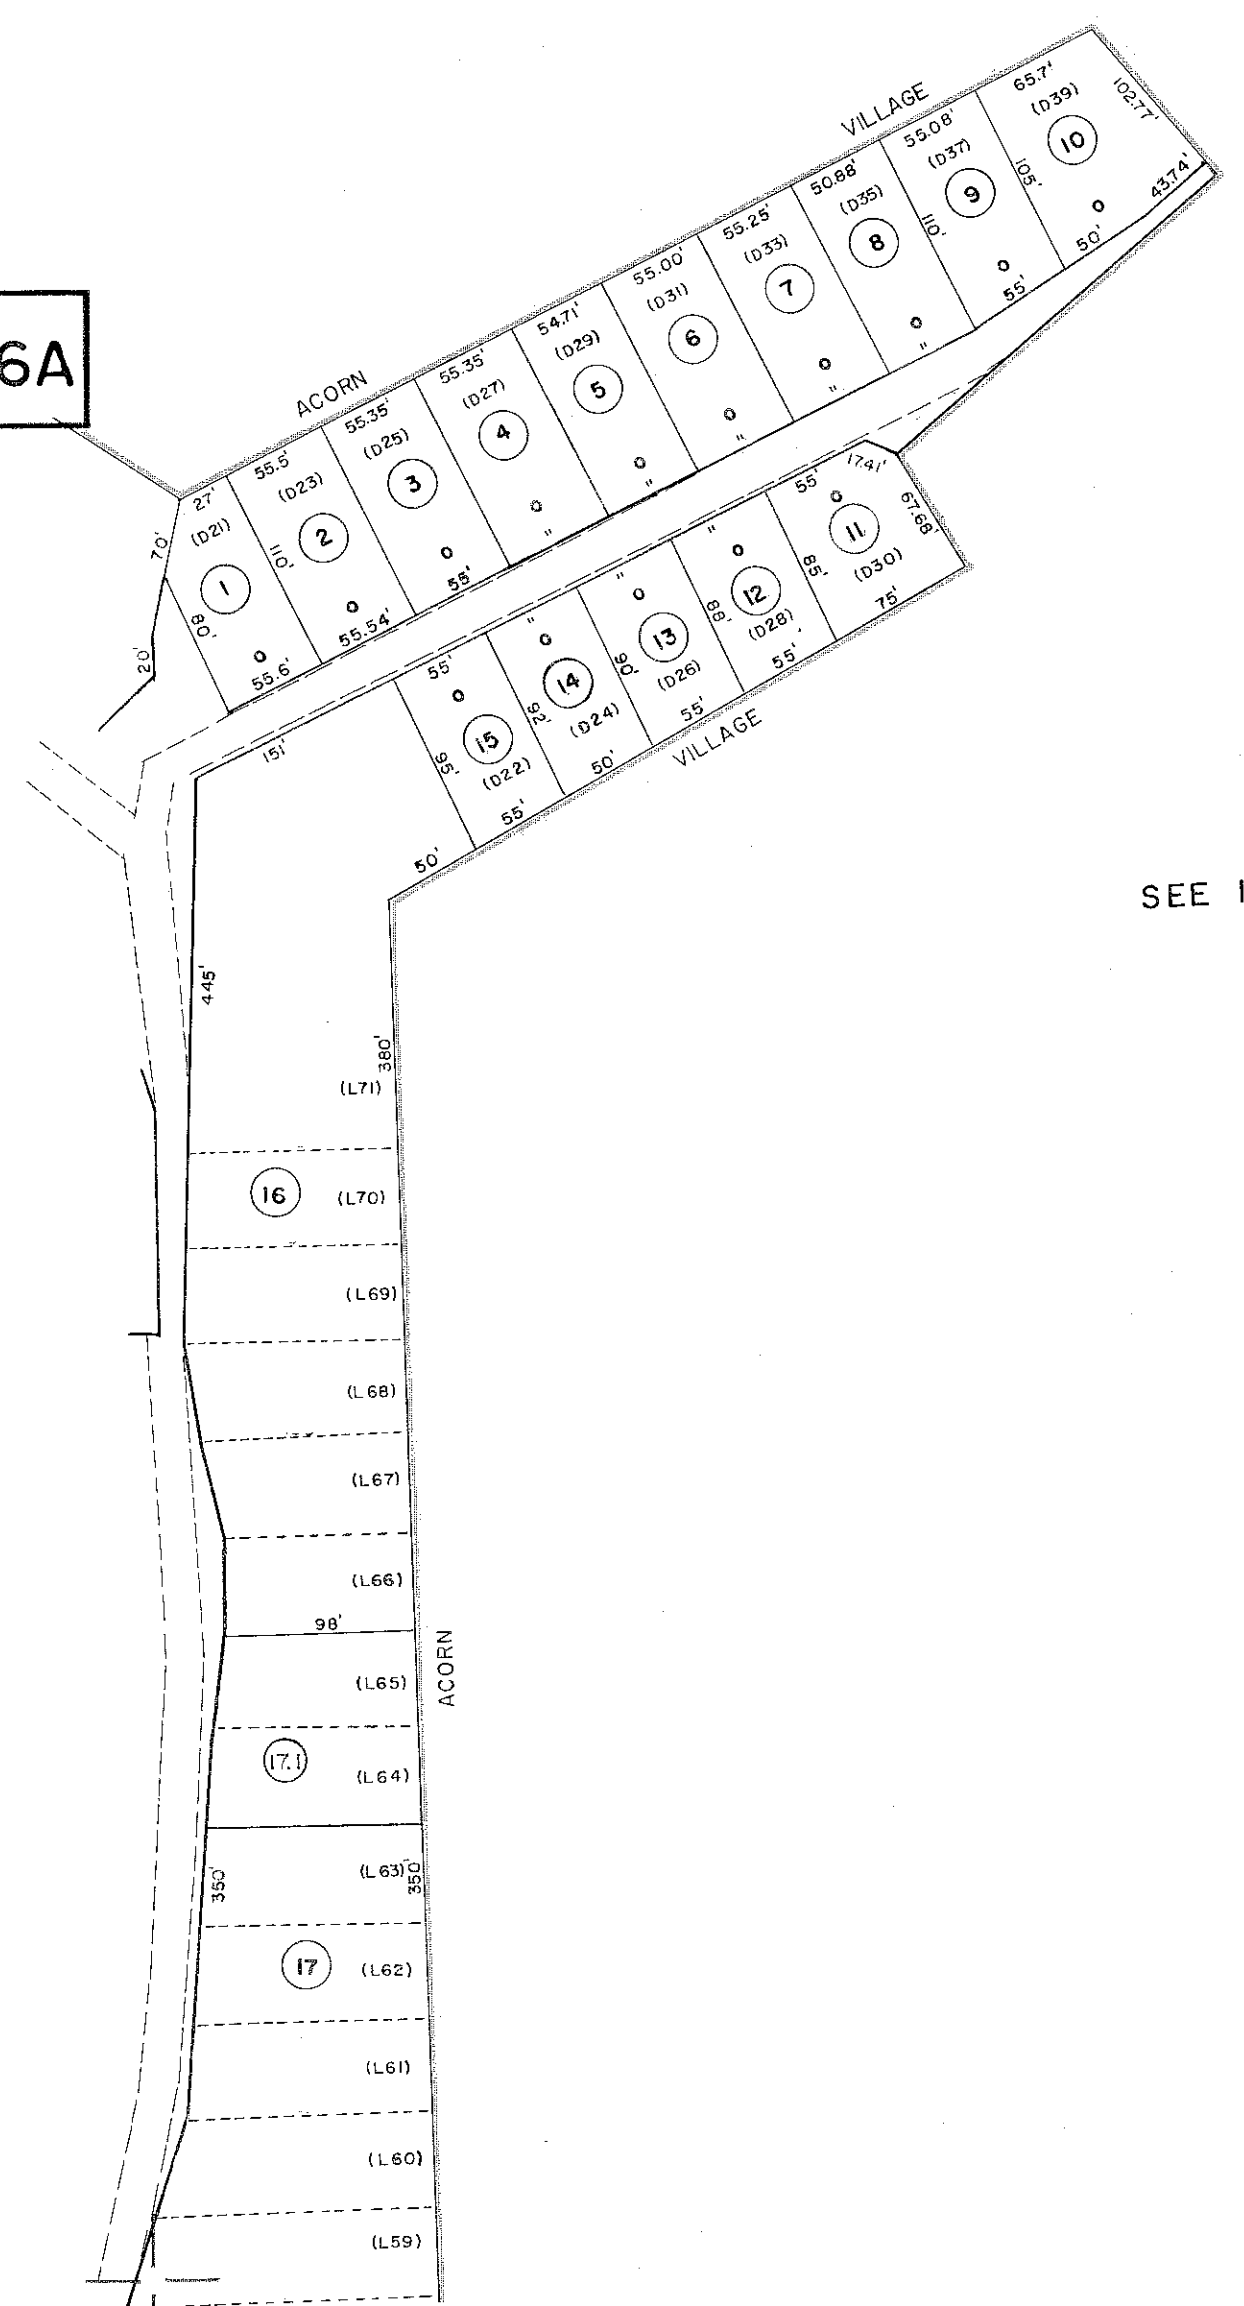 6A
ACORN
VILLAGE
27'
(D21)
1
70'
80'
20'
55.6'
55.5'
(D23)
2
110'
55.54'
55.35'
(D25)
3
55'
55.35'
(D27)
4
"
54.71'
(D29)
5
"
55.00'
(D31)
6
"
55.25'
(D33)
7
"
50.88'
(D35)
8
"
55.08'
(D37)
9
110'
55'
65.7'
(D39)
10
105'
102.77'
50'
43.74'
17.41'
55'
11
(D30)
67.68'
85'
75'
"
12
(D28)
88'
55'
"
13
(D26)
90'
55'
"
14
(D24)
92'
50'
55'
15
(D22)
95'
55'
50'
151'
VILLAGE
SEE 1
445'
380'
(L71)
16
(L70)
(L69)
(L68)
(L67)
(L66)
98'
ACORN
(L65)
17.1
(L64)
350'
(L63)
350'
17
(L62)
(L61)
(L60)
(L59)